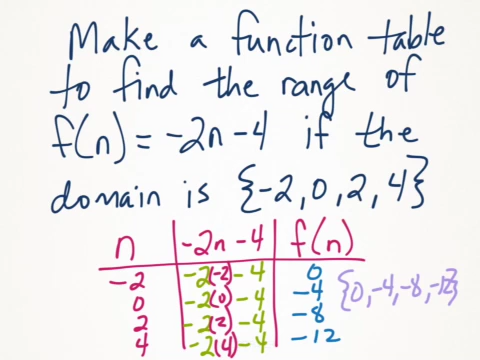 Make a function table
to find the range of
f(n) = -2n - 4 if the
domain is {-2, 0, 2, 4}
n -2n - 4 f(n)
-2 -2(-2) - 4 0
0 -2(0) - 4 -4
2 -2(2) - 4 -8
4 -2(4) - 4 -12
{0, -4, -8, -12}